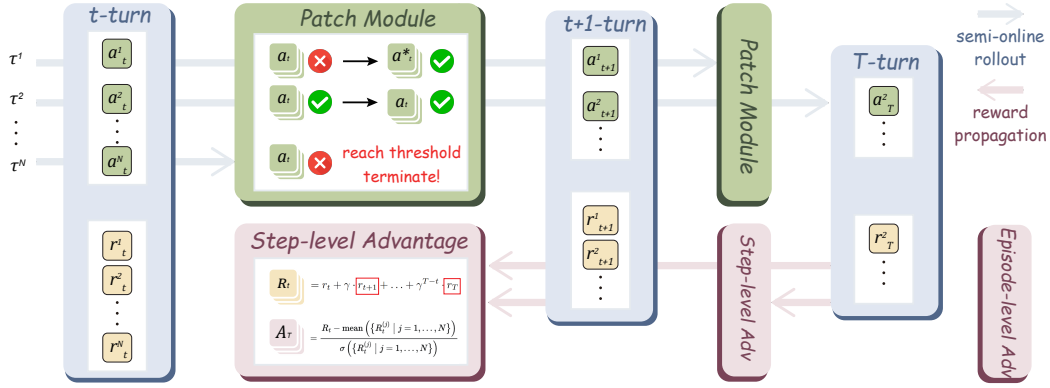 t-turn
Patch Module
t+1-turn
Patch Module
T-turn
semi-online
rollout
reward
propagation
τ¹
τ²
τᴺ
a¹ₜ
a²ₜ
aᴺₜ
r¹ₜ
r²ₜ
rᴺₜ
aₜ
a*ₜ
aₜ
aₜ
aₜ
reach threshold
terminate!
a¹ₜ₊₁
a²ₜ₊₁
r¹ₜ₊₁
r²ₜ₊₁
a²_T
r²_T
Step-level Advantage
Rₜ = rₜ + γ · rₜ₊₁ + … + γ^{T−t} · r_T
A_T = (Rₜ − mean ({Rₜ^{(j)} | j = 1, …, N})) / (σ ({Rₜ^{(j)} | j = 1, …, N}))
Step-level Adv
Episode-level Adv